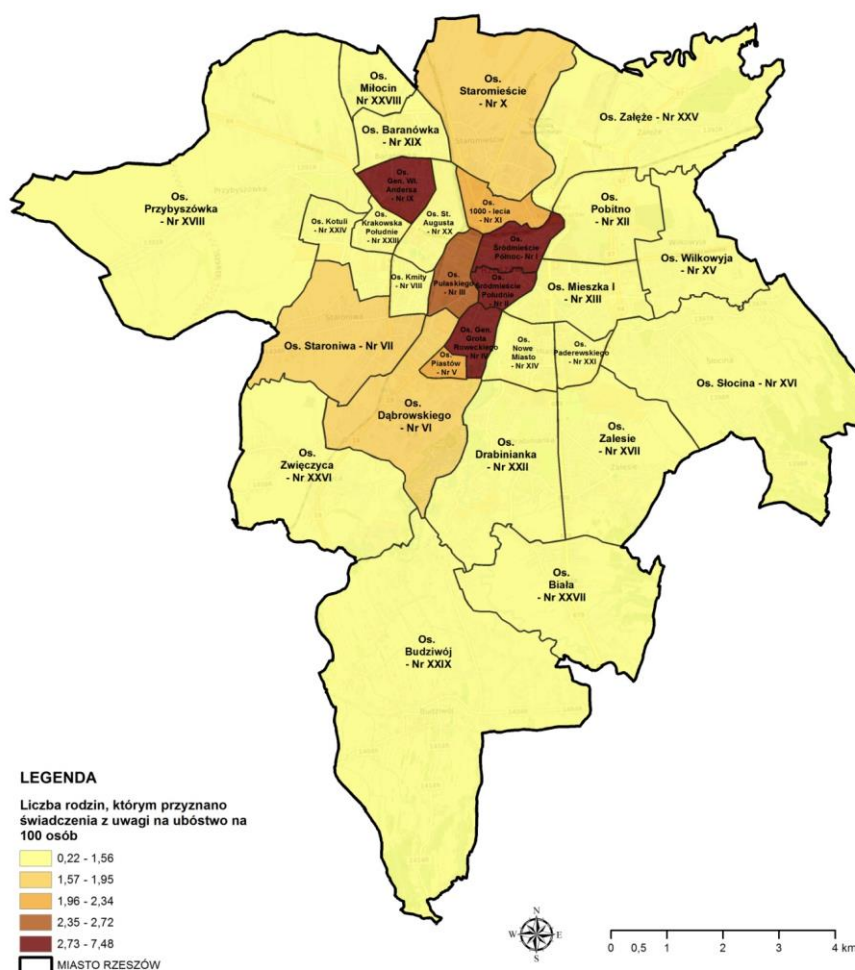 Os.
Miłocin
Nr XXVIII
Os.
Staromieście
- Nr X
Os. Załęże - Nr XXV
Os. Baranówka
- Nr XIX
Os.
Gen. Wł.
Andersa
- Nr IX
Os.
Przybyszówka
- Nr XVIII
Os. Kotuli
- Nr XXIV
Os.
Krakowska
Południe
- Nr XXIII
Os. St.
Augusta
- Nr XX
Os.
1000 - lecia
- Nr XI
Os.
Pobitno
- Nr XII
Os. Wilkowyja
- Nr XV
Os.
Śródmieście
Północ- Nr I
Os. Kmity
- Nr VIII
Os.
Pułaskiego
- Nr III
Os.
Śródmieście
Południe
- Nr II
Os. Mieszka I
- Nr XIII
Os. Staroniwa - Nr VII
Os. Gen.
Grota
Roweckiego
- Nr IV
Os.
Piastów
- Nr V
Os.
Nowe
Miasto
- Nr XIV
Os.
Paderewskiego
- Nr XXI
Os. Słocina - Nr XVI
Os.
Dąbrowskiego
- Nr VI
Os.
Zwięczyca
- Nr XXVI
Os.
Drabinianka
- Nr XXII
Os.
Zalesie
- Nr XVII
Os.
Biała
- Nr XXVII
Os.
Budziwój
- Nr XXIX
LEGENDA
Liczba rodzin, którym przyznano
świadczenia z uwagi na ubóstwo na
100 osób
0,22 - 1,56
1,57 - 1,95
1,96 - 2,34
2,35 - 2,72
2,73 - 7,48
MIASTO RZESZÓW
N
W E
S
0 0,5 1 2 3 4 km